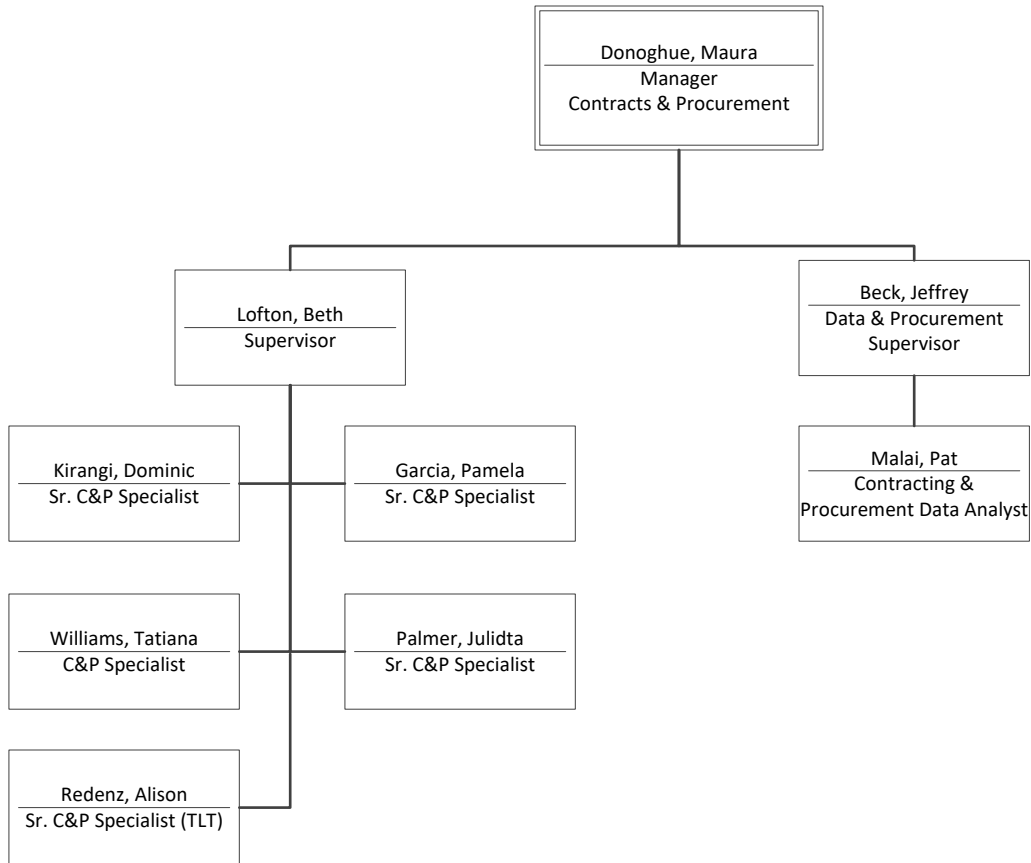 Donoghue, Maura
Manager
Contracts & Procurement
Lofton, Beth
Supervisor
Beck, Jeffrey
Data & Procurement
Supervisor
Kirangi, Dominic
Sr. C&P Specialist
Garcia, Pamela
Sr. C&P Specialist
Malai, Pat
Contracting &
Procurement Data Analyst
Williams, Tatiana
C&P Specialist
Palmer, Julidta
Sr. C&P Specialist
Redenz, Alison
Sr. C&P Specialist (TLT)